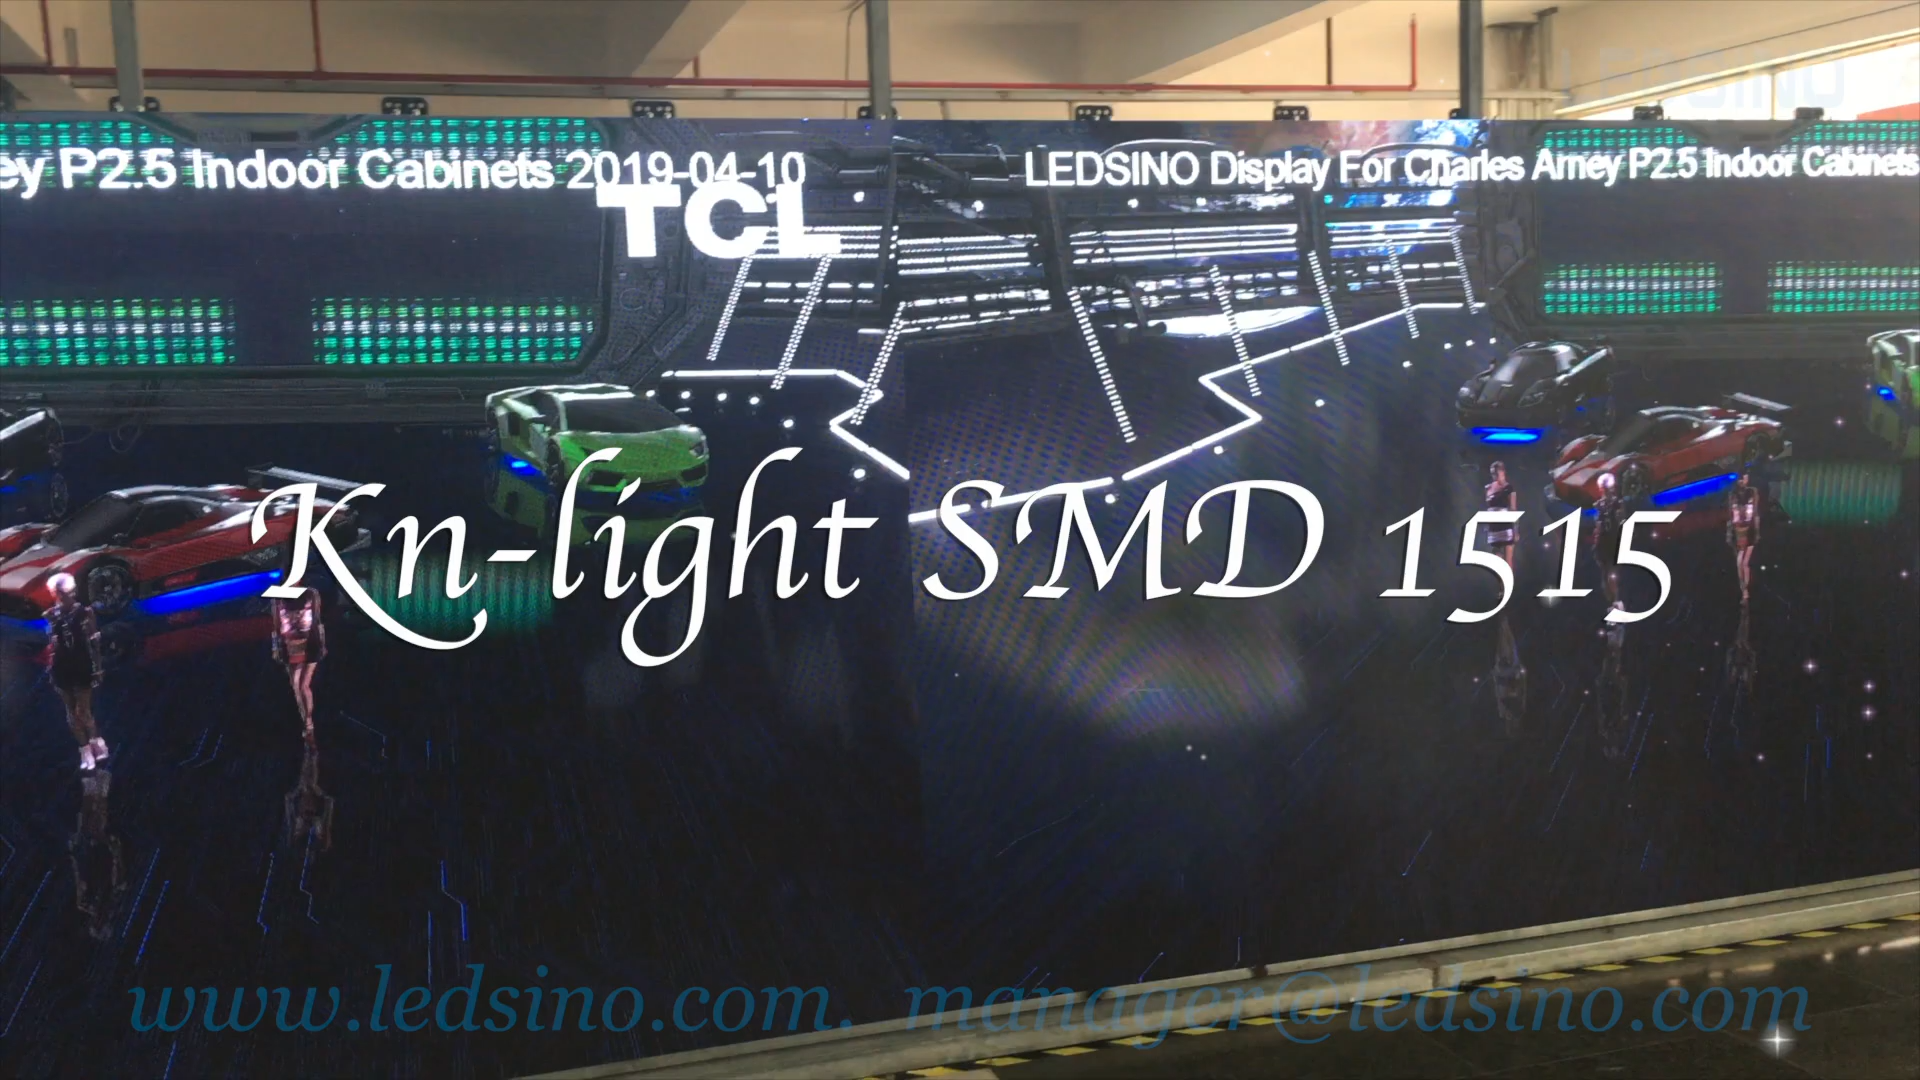 LEDSINO
ey P2.5 Indoor Cabinets 2019-04-10
LEDSINO Display For Charles Arney P2.5 Indoor Cabinets
TCL
Kn-light SMD 1515
www.ledsino.com. manager@ledsino.com